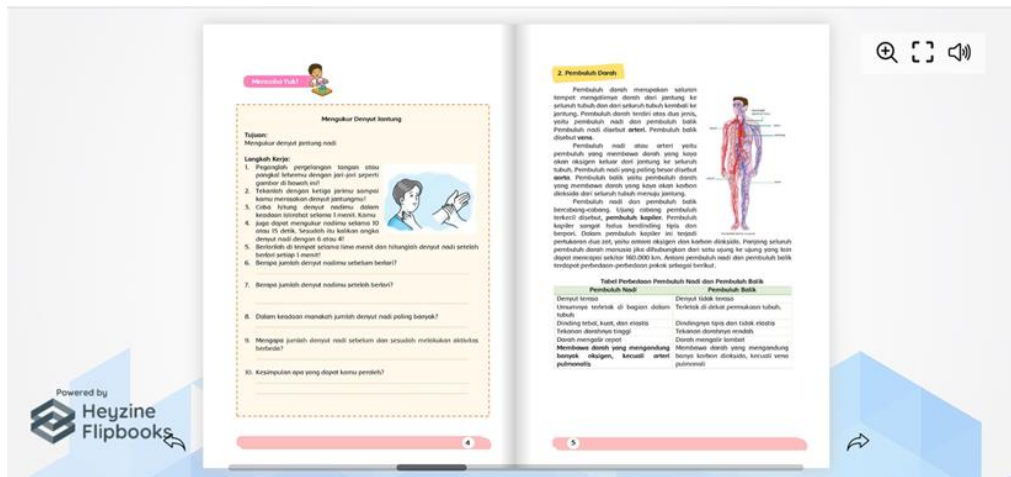 Mencoba Yuk!
Mengukur Denyut Jantung
Tujuan:
Mengukur denyut jantung nadi
Langkah Kerja:
1. Peganglah pergelangan tangan atau
pangkal lehermu dengan jari-jari seperti
gambar di bawah ini!
2. Tekanlah dengan ketiga jarimu sampai
kamu merasakan denyut jantungmu!
3. Coba hitung denyut nadimu dalam
keadaan istirahat selama 1 menit. Kamu
4. juga dapat mengukur nadimu selama 10
atau 15 detik. Sesudah itu kalikan angka
denyut nadi dengan 6 atau 4!
5. Berlarilah di tempat selama lima menit dan hitunglah denyut nadi setelah
berlari setiap 1 menit!
6. Berapa jumlah denyut nadimu sebelum berlari?
7. Berapa jumlah denyut nadimu setelah berlari?
8. Dalam keadaan manakah jumlah denyut nadi paling banyak?
9. Mengapa jumlah denyut nadi sebelum dan sesudah melakukan aktivitas
berbeda?
10. Kesimpulan apa yang dapat kamu peroleh?
4
2. Pembuluh Darah
Pembuluh darah merupakan saluran
tempat mengalirnya darah dari jantung ke
seluruh tubuh dan dari seluruh tubuh kembali ke
jantung. Pembuluh darah terdiri atas dua jenis,
yaitu pembuluh nadi dan pembuluh balik
Pembuluh nadi disebut arteri. Pembuluh balik
disebut vena.
Pembuluh nadi atau arteri yaitu
pembuluh yang membawa darah yang kaya
akan oksigen keluar dari jantung ke seluruh
tubuh. Pembuluh nadi yang paling besar disebut
aorta. Pembuluh balik yaitu pembuluh darah
yang membawa darah yang kaya akan karbon
dioksida dari seluruh tubuh menuju jantung.
Pembuluh nadi dan pembuluh balik
bercabang-cabang. Ujung cabang pembuluh
terkecil disebut, pembuluh kapiler. Pembuluh
kapiler sangat halus berdinding tipis dan
berpori. Dalam pembuluh kapiler ini terjadi
pertukaran dua zat, yaitu antara oksigen dan karbon dioksida. Panjang seluruh
pembuluh darah manusia jika dihubungkan dari satu ujung ke ujung yang lain
dapat mencapai sekitar 160.000 km. Antara pembuluh nadi dan pembuluh balik
terdapat perbedaan-perbedaan pokok sebagai berikut.
Tabel Perbedaan Pembuluh Nadi dan Pembuluh Balik
Pembuluh Nadi Pembuluh Balik
Denyut terasa Denyut tidak terasa
Umumnya terletak di bagian dalam Terletak di dekat permukaan tubuh.
tubuh
Dinding tebal, kuat, dan elastis Dindingnya tipis dan tidak elastis
Tekanan darahnya tinggi Tekanan darahnya rendah
Darah mengalir cepat Darah mengalir lambat
Membawa darah yang mengandung Membawa darah yang mengandung
banyak oksigen, kecuali arteri banya karbon dioksida, kecuali vena
pulmonalis pulmonali
5
Powered by
Heyzine
Flipbooks